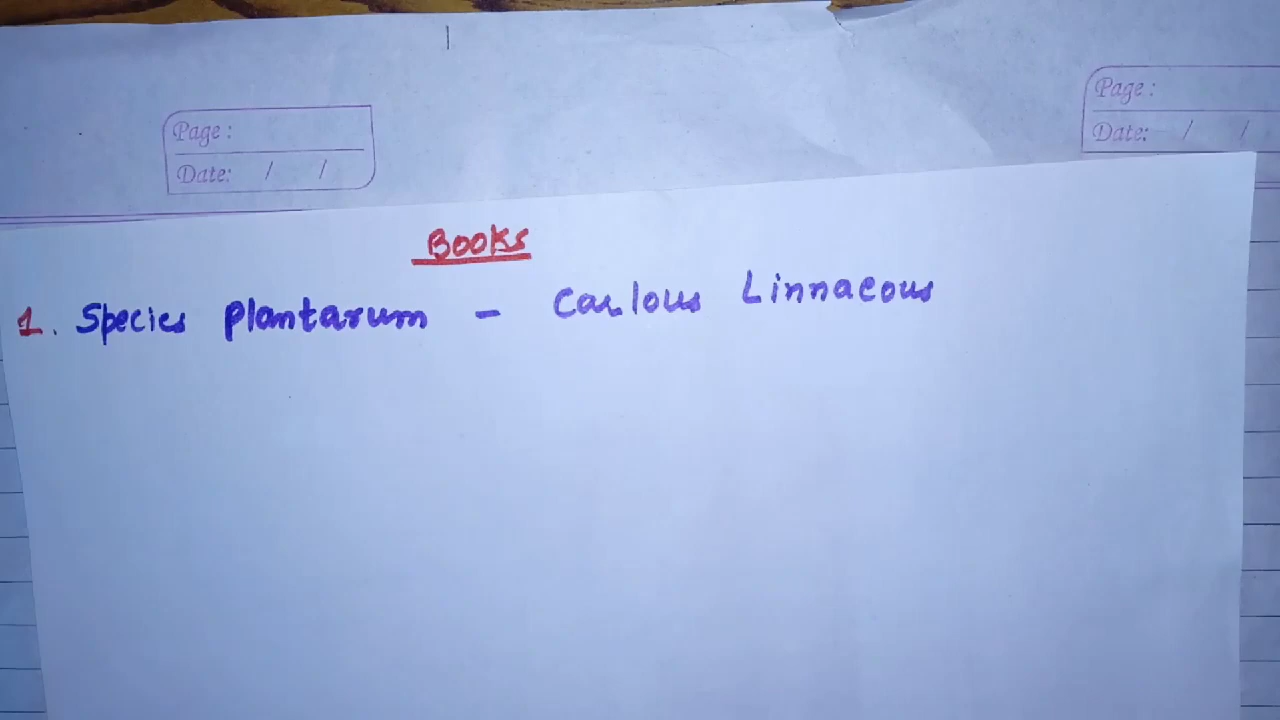 Page :
Date: / /
Page :
Date: / /
Books
1. Species Plantarum - Carlous Linnaeous